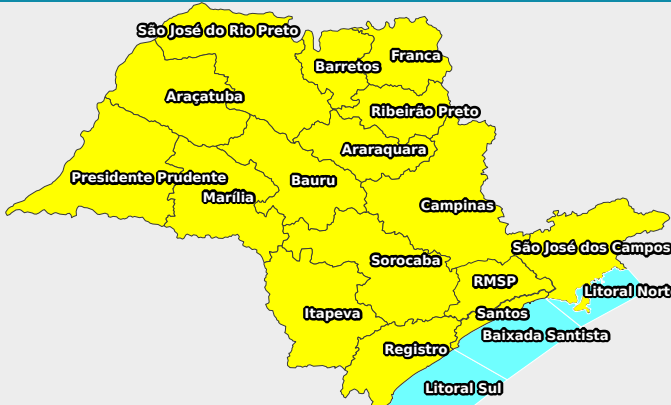 São José do Rio Preto
Franca
Barretos
Araçatuba
Ribeirão Preto
Araraquara
Presidente Prudente
Bauru
Marília
Campinas
São José dos Campos
Sorocaba
RMSP
Litoral Nort
Itapeva
Santos
Baixada Santista
Registro
Litoral Sul